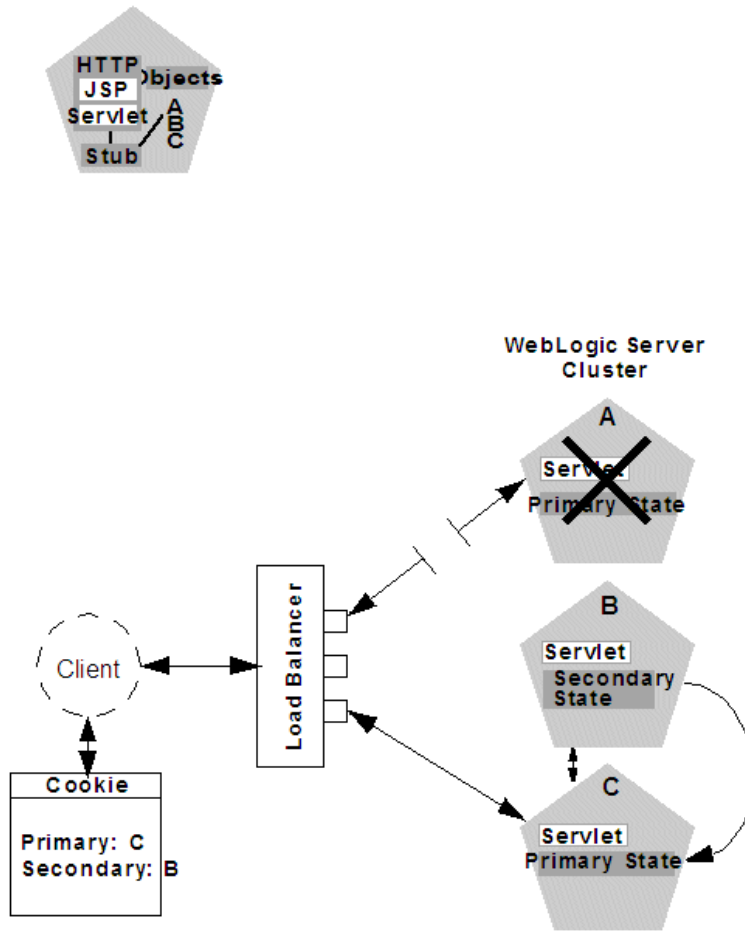 HTTP
Objects
JSP
Servlet
A
B
C
Stub
WebLogic Server
Cluster
A
Servlet
Primary State
B
Servlet
Secondary
State
Load Balancer
Client
Cookie
Primary: C
Secondary: B
C
Servlet
Primary State